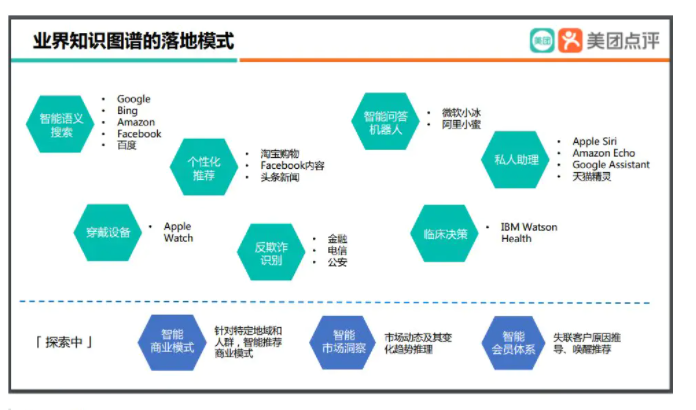 业界知识图谱的落地模式
美团
美团点评
智能语义
搜索
• Google
• Bing
• Amazon
• Facebook
• 百度
个性化
推荐
• 淘宝购物
• Facebook内容
• 头条新闻
智能问答
机器人
• 微软小冰
• 阿里小蜜
私人助理
• Apple Siri
• Amazon Echo
• Google Assistant
• 天猫精灵
穿戴设备
• Apple
Watch
反欺诈
识别
• 金融
• 电信
• 公安
临床决策
• IBM Watson
Health
「 探索中 」
智能
商业模式
针对特定地域和
人群，智能推荐
商业模式
智能
市场洞察
市场动态及其变
化趋势推理
智能
会员体系
失联客户原因推
导、唤醒推荐